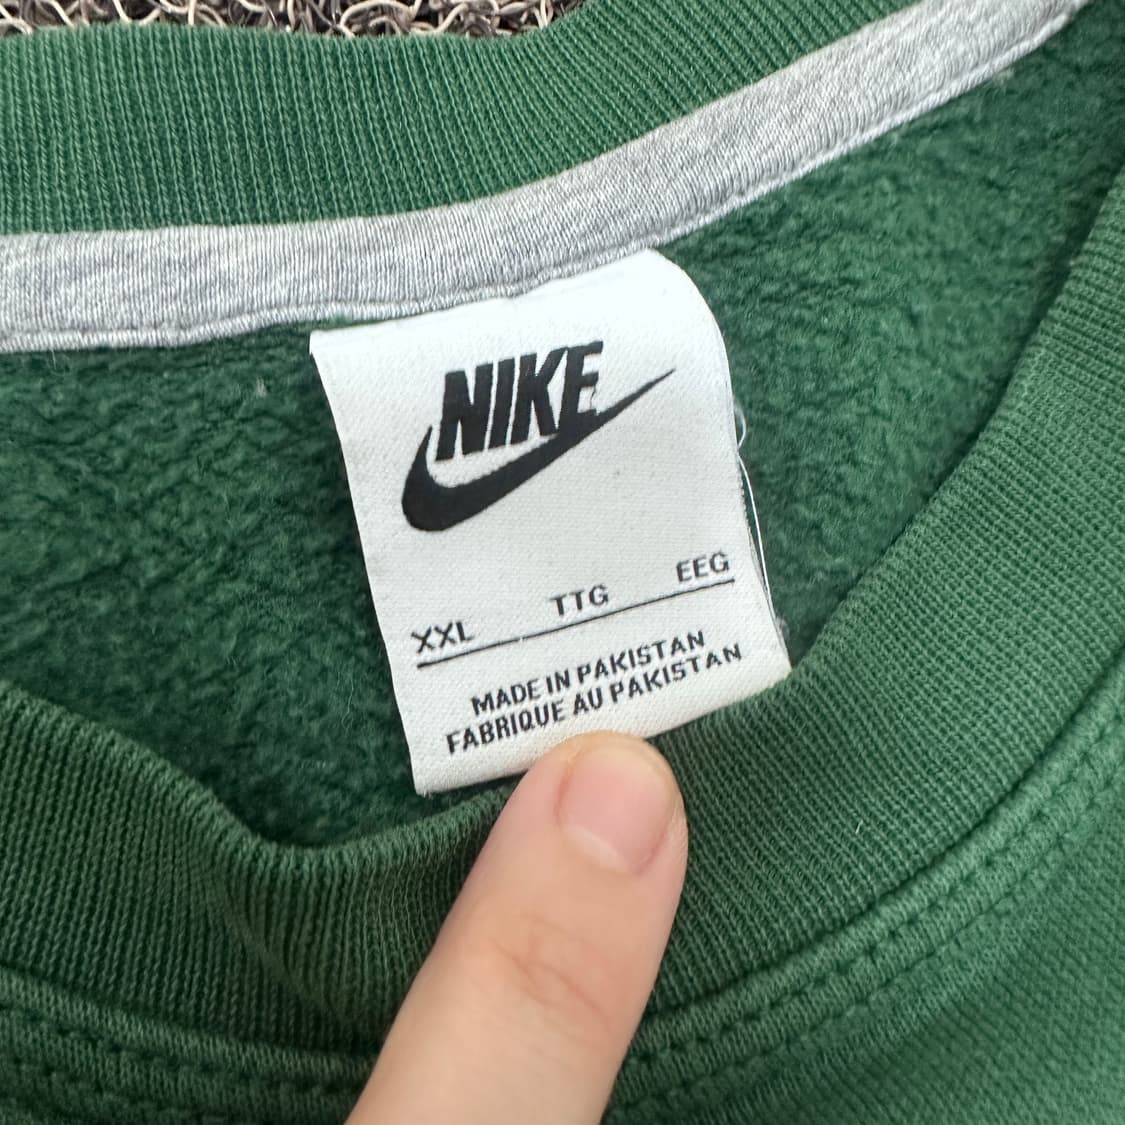 NIKE
XXL TTG EEG
MADE IN PAKISTAN
FABRIQUE AU PAKISTAN